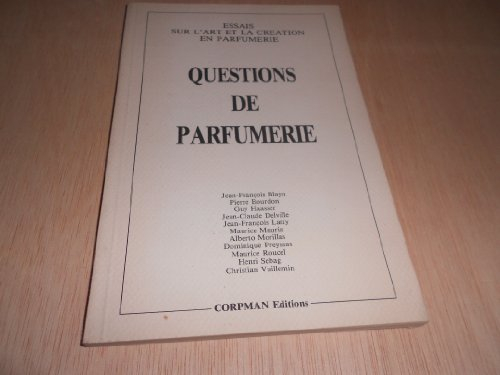 ESSAIS
SUR L'ART ET LA CREATION
EN PARFUMERIE
QUESTIONS
DE
PARFUMERIE
Jean-François Blayn
Pierre Bourdon
Guy Haasser
Jean-Claude Delville
Jean-François Latty
Maurice Maurin
Alberto Morillas
Dominique Preyssas
Maurice Roucel
Henri Sebag
Christian Vuillemin
CORPMAN Editions